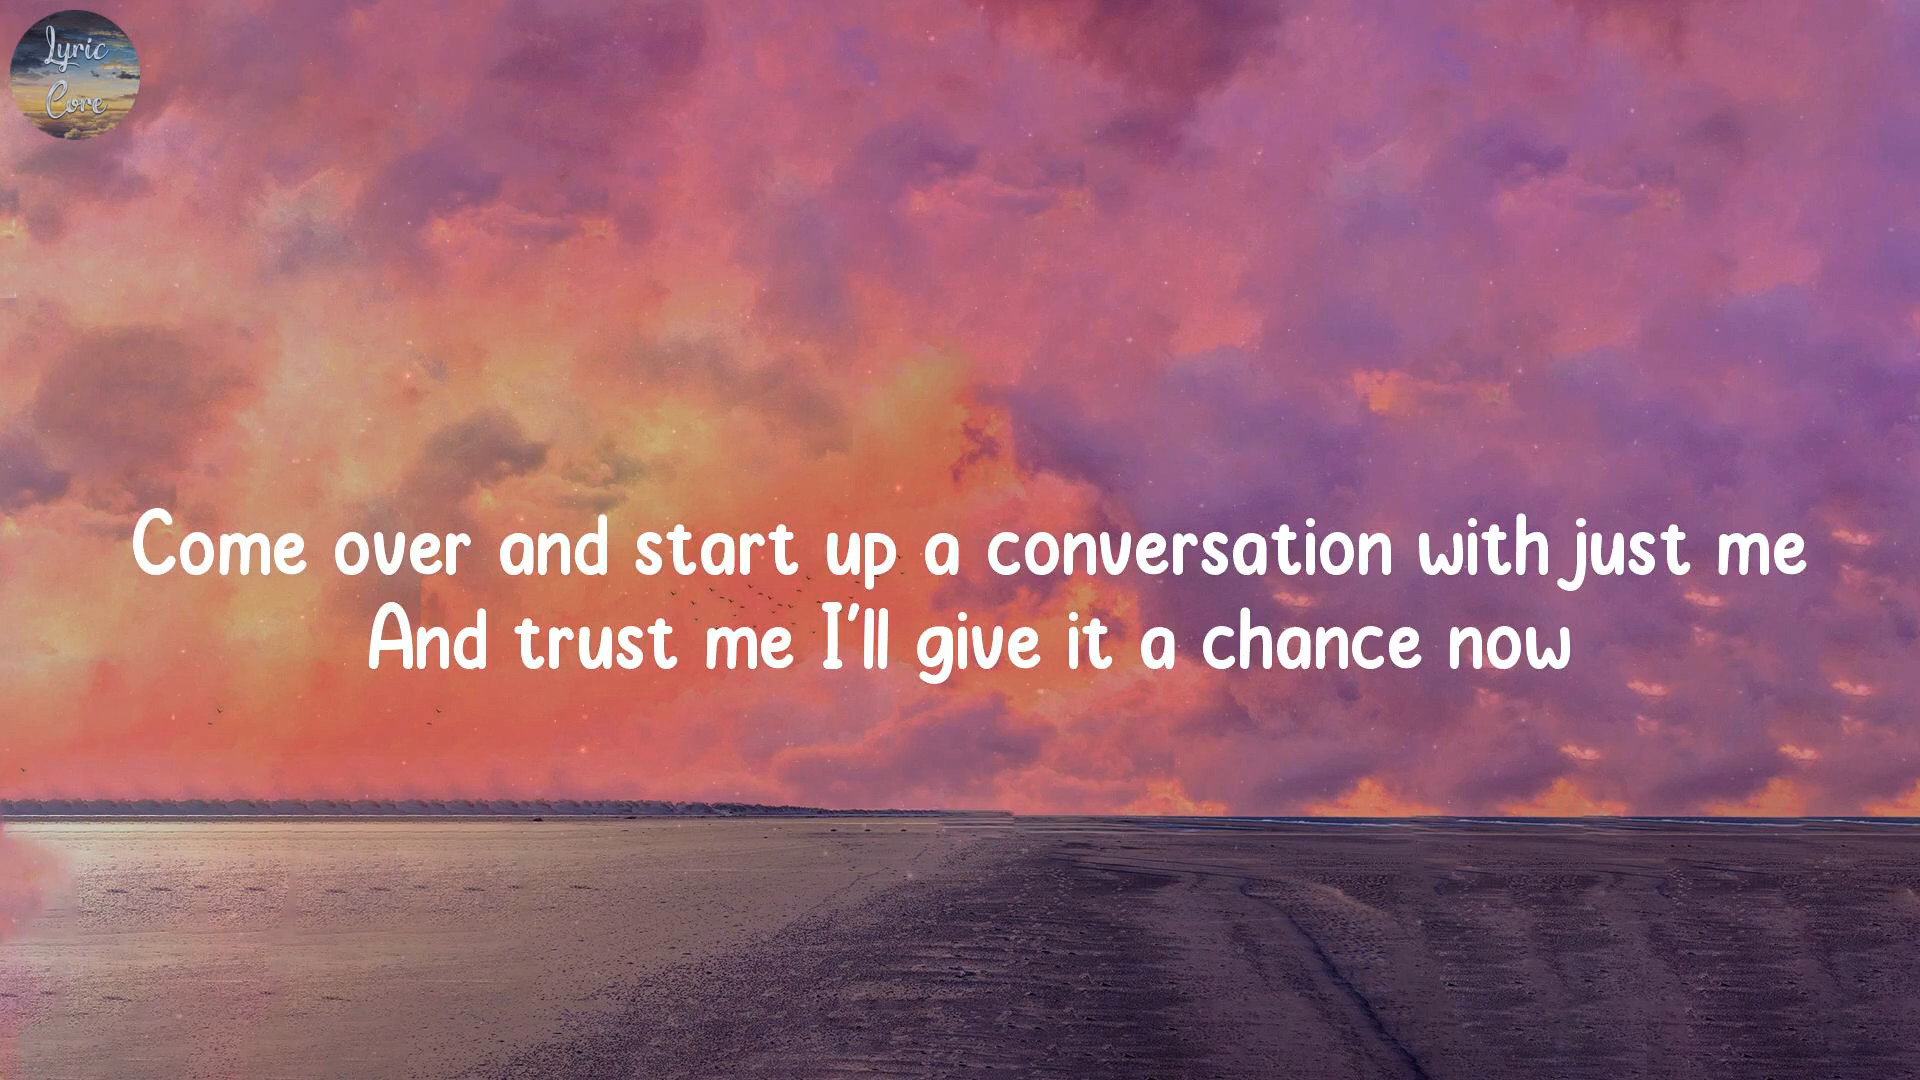 Lyric
Core
Come over and start up a conversation with just me
And trust me I'll give it a chance now